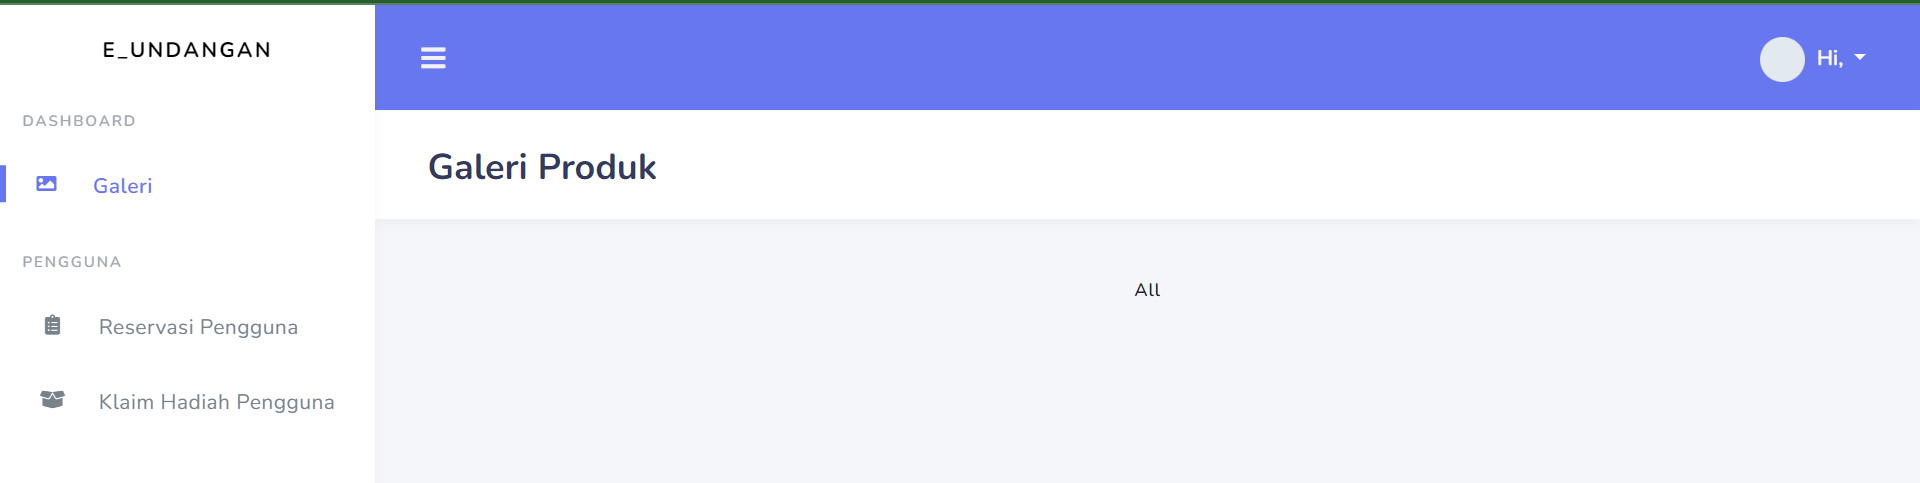 E_UNDANGAN
DASHBOARD
Galeri
PENGGUNA
Reservasi Pengguna
Klaim Hadiah Pengguna
Hi,
Galeri Produk
All